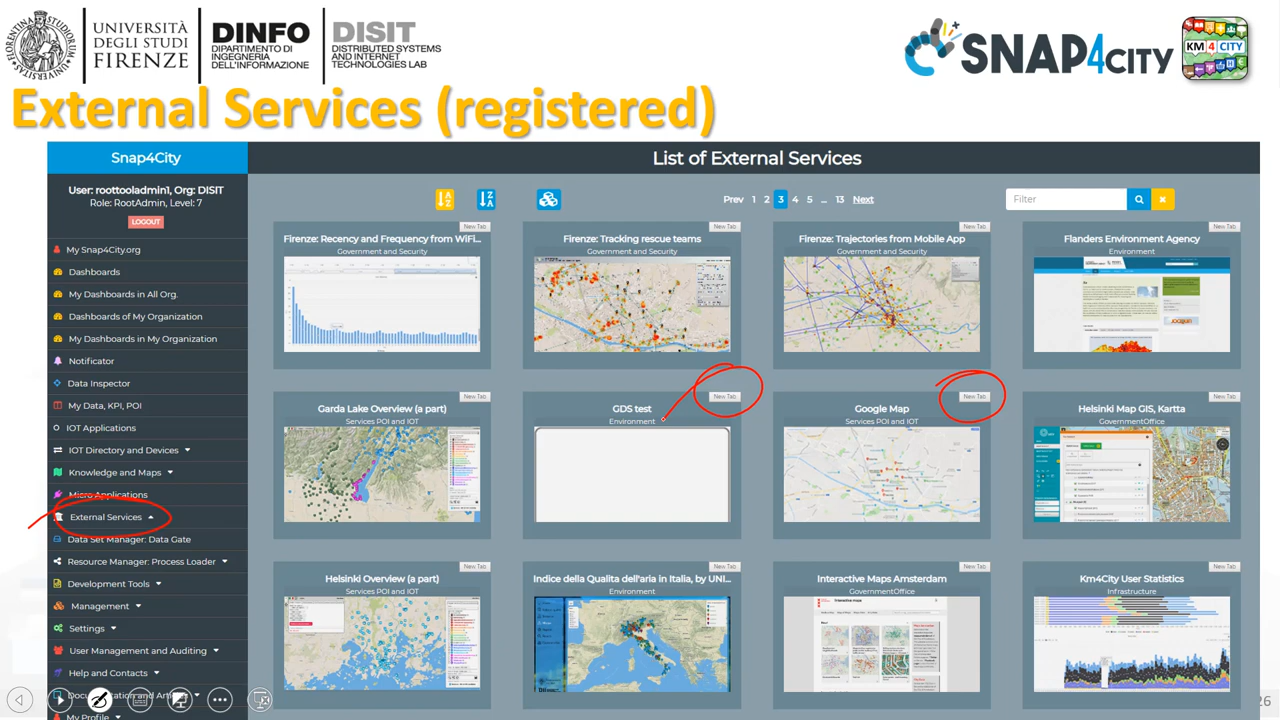 UNIVERSITÀ
DEGLI STUDI
FIRENZE
DINFO
DIPARTIMENTO DI
INGEGNERIA
DELL'INFORMAZIONE
DISIT
DISTRIBUTED SYSTEMS
AND INTERNET
TECHNOLOGIES LAB
SNAP4CITY
KM4CITY
External Services (registered)
Snap4City
List of External Services
User: roottooladmin1, Org: DISIT
Role: RootAdmin, Level: 7
LOGOUT
Prev 1 2 3 4 5 ... 13 Next
Filter
My Snap4City.org
Dashboards
My Dashboards in All Org.
Dashboards of My Organization
My Dashboards in My Organization
Notificator
Data Inspector
My Data, KPI, POI
IOT Applications
IOT Directory and Devices
Knowledge and Maps
Micro Applications
External Services
Data Set Manager: Data Gate
Resource Manager: Process Loader
Development Tools
Management
Settings
User Management and Auditing
Help and Contacts
My Profile
New Tab
Firenze: Recency and Frequency from WiFi...
Government and Security
New Tab
Firenze: Tracking rescue teams
Government and Security
New Tab
Firenze: Trajectories from Mobile App
Government and Security
New Tab
Flanders Environment Agency
Environment
New Tab
Garda Lake Overview (a part)
Services POI and IOT
New Tab
GDS test
Environment
New Tab
Google Map
Services POI and IOT
New Tab
Helsinki Map GIS, Kartta
GovernmentOffice
New Tab
Helsinki Overview (a part)
Services POI and IOT
New Tab
Indice della Qualita dell'aria in Italia, by UNI...
Environment
New Tab
Interactive Maps Amsterdam
GovernmentOffice
New Tab
Km4City User Statistics
Infrastructure
26